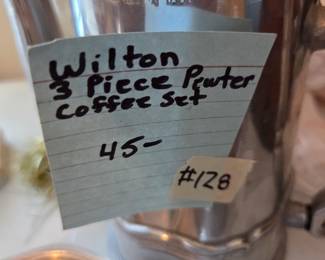 Wilton
3 Piece Pewter
Coffee Set
45-
#128